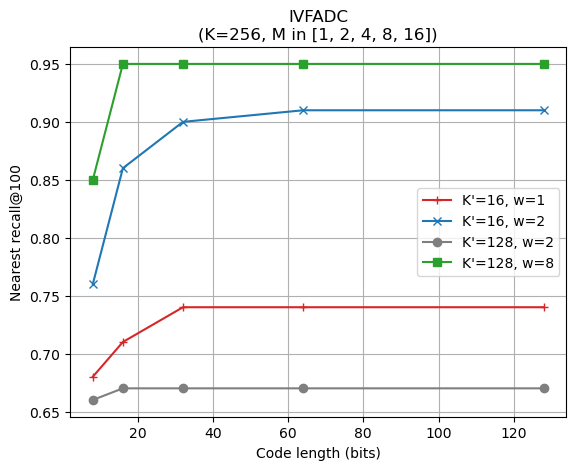 IVFADC
(K=256, M in [1, 2, 4, 8, 16])
Nearest recall@100
0.95
0.90
0.85
0.80
0.75
0.70
0.65
K'=16, w=1
K'=16, w=2
K'=128, w=2
K'=128, w=8
20 40 60 80 100 120
Code length (bits)